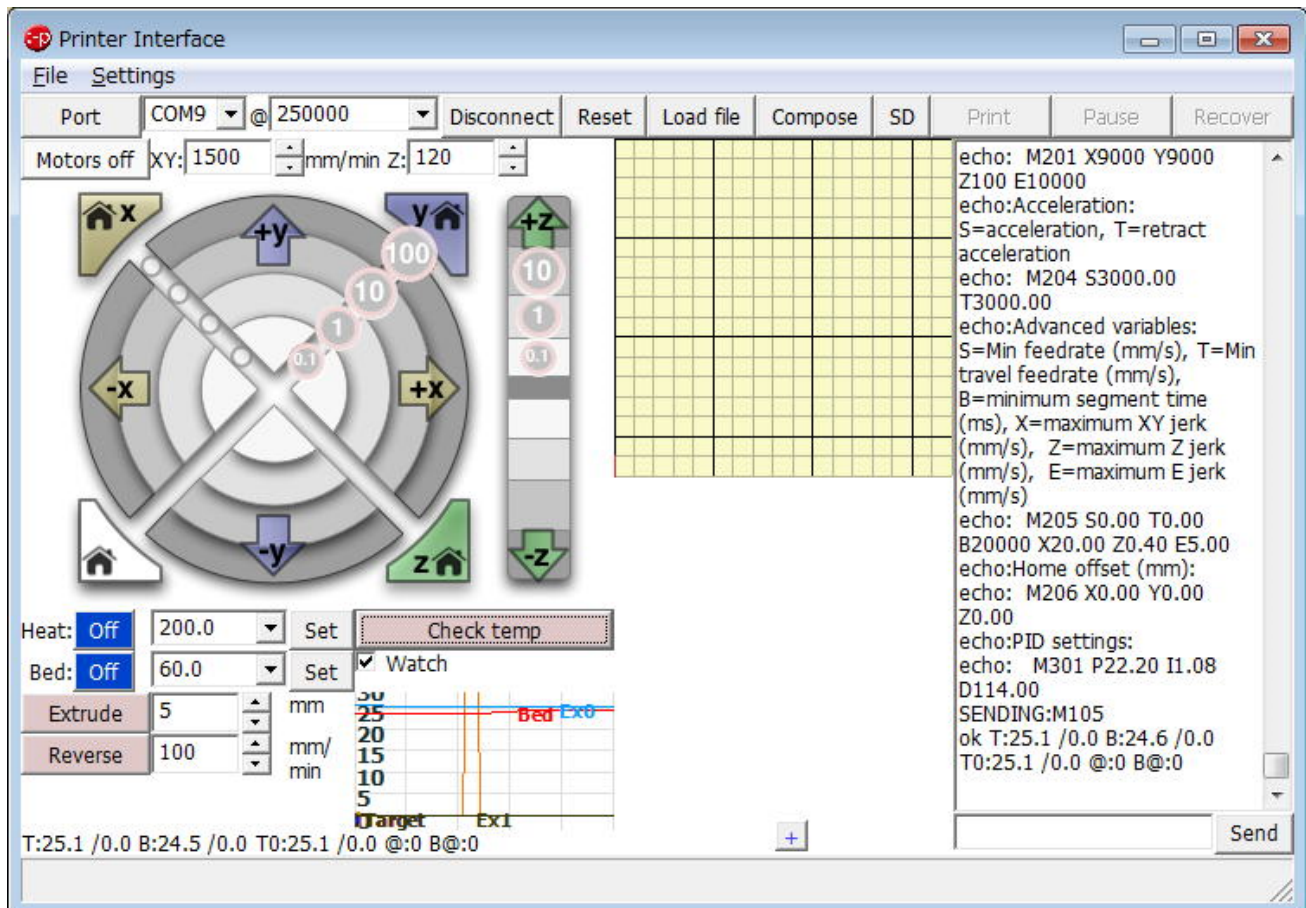 Printer Interface
File Settings
Port COM9 @ 250000 Disconnect Reset Load file Compose SD Print Pause Recover
Motors off XY: 1500 mm/min Z: 120
x +y y
100
10
1
0.1
-x +x
-y
z
+z
10
1
0.1
-z
Heat: Off 200.0 Set Check temp
Bed: Off 60.0 Set Watch
Extrude 5 mm
Reverse 100 mm/
min
30
25 Bed Ex0
20
15
10
5
0 Target Ex1
T:25.1 /0.0 B:24.5 /0.0 T0:25.1 /0.0 @:0 B@:0
+
echo: M201 X9000 Y9000
Z100 E10000
echo:Acceleration:
S=acceleration, T=retract
acceleration
echo: M204 S3000.00
T3000.00
echo:Advanced variables:
S=Min feedrate (mm/s), T=Min
travel feedrate (mm/s),
B=minimum segment time
(ms), X=maximum XY jerk
(mm/s), Z=maximum Z jerk
(mm/s), E=maximum E jerk
(mm/s)
echo: M205 S0.00 T0.00
B20000 X20.00 Z0.40 E5.00
echo:Home offset (mm):
echo: M206 X0.00 Y0.00
Z0.00
echo:PID settings:
echo: M301 P22.20 I1.08
D114.00
SENDING:M105
ok T:25.1 /0.0 B:24.6 /0.0
T0:25.1 /0.0 @:0 B@:0
Send